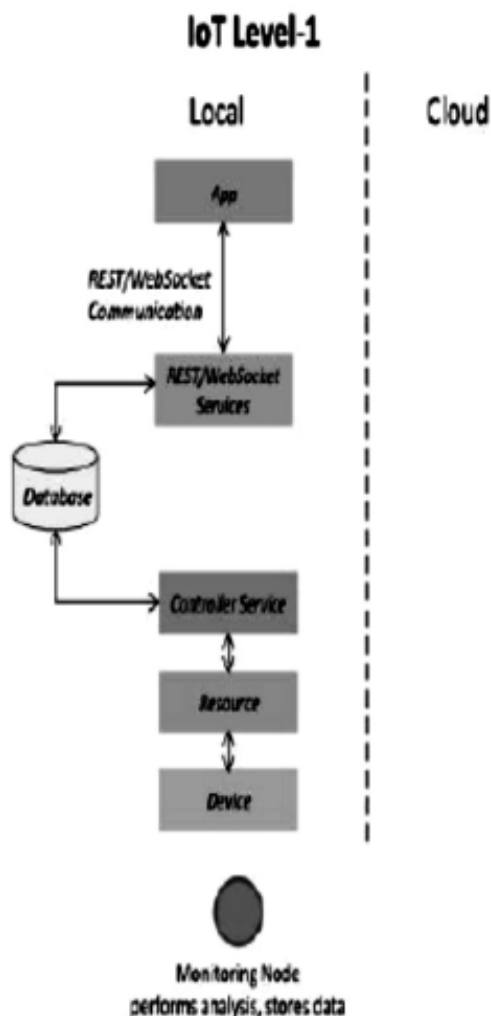 IoT Level-1
Local
Cloud
App
REST/WebSocket
Communication
REST/WebSocket
Services
Database
Controller Service
Resource
Device
Monitoring Node
performs analysis, stores data